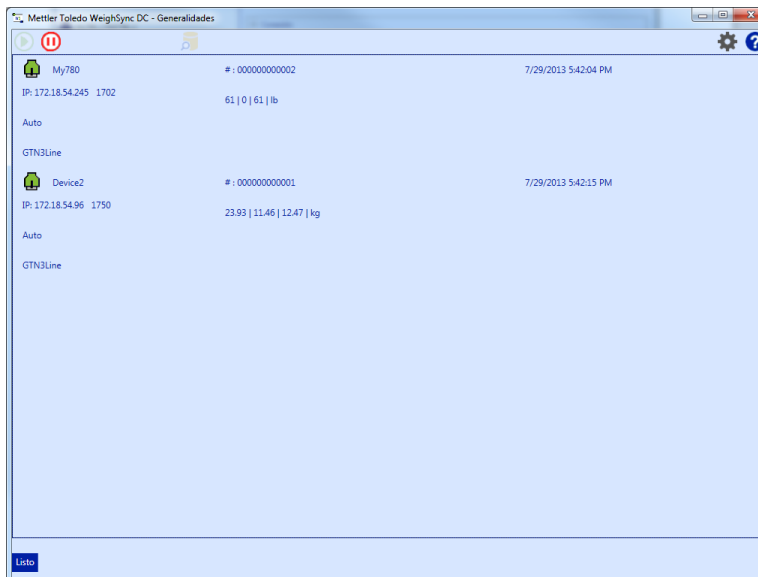 Mettler Toledo WeighSync DC - Generalidades
My780 # : 000000000002 7/29/2013 5:42:04 PM
IP: 172.18.54.245 1702
61 | 0 | 61 | lb
Auto
GTN3Line
Device2 # : 000000000001 7/29/2013 5:42:15 PM
IP: 172.18.54.96 1750
23.93 | 11.46 | 12.47 | kg
Auto
GTN3Line
Listo